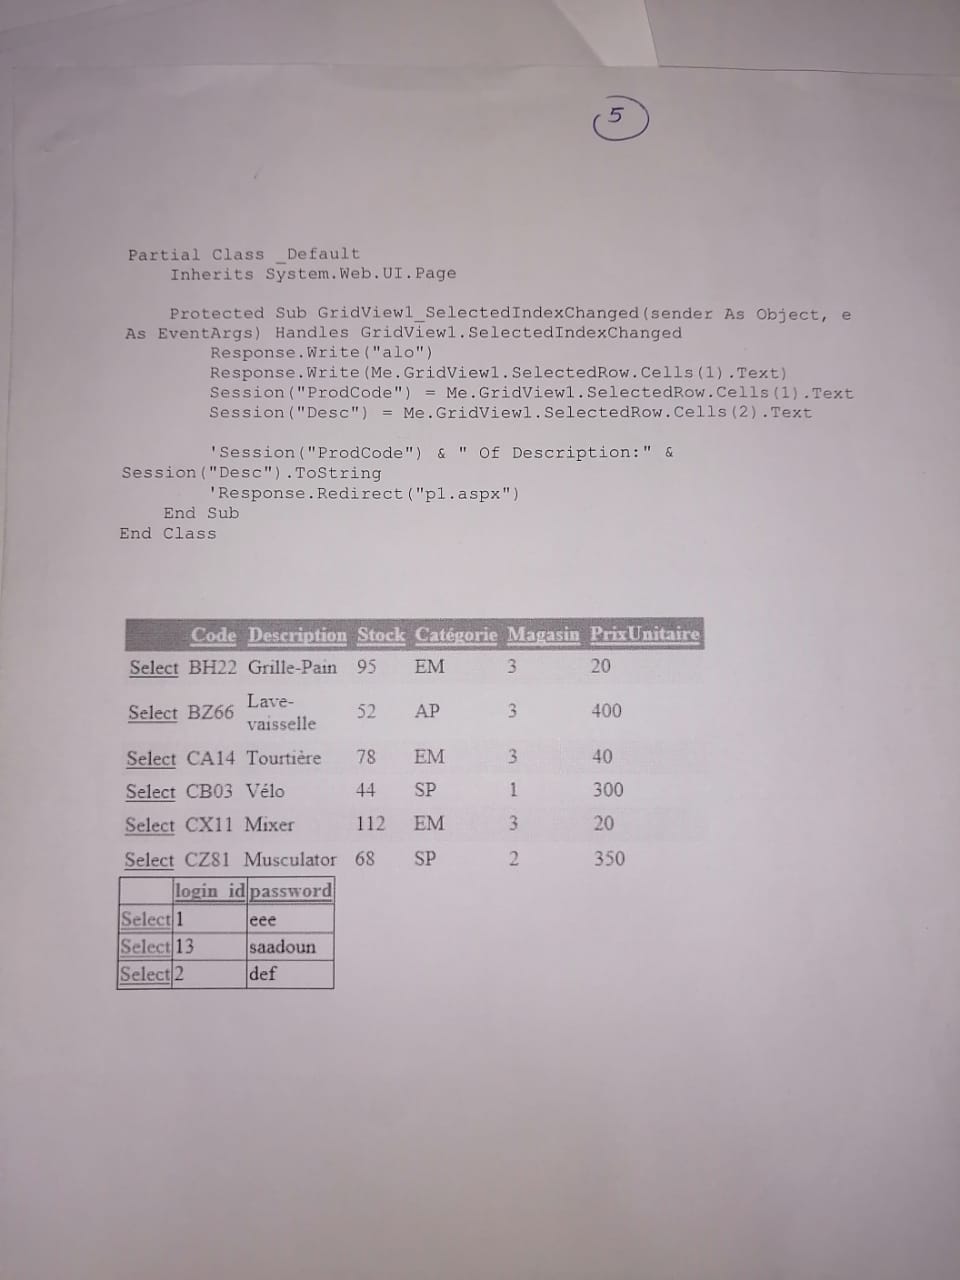 5
Partial Class _Default
Inherits System.Web.UI.Page
Protected Sub GridView1_SelectedIndexChanged(sender As Object, e
As EventArgs) Handles GridView1.SelectedIndexChanged
Response.Write("alo")
Response.Write(Me.GridView1.SelectedRow.Cells(1).Text)
Session("ProdCode") = Me.GridView1.SelectedRow.Cells(1).Text
Session("Desc") = Me.GridView1.SelectedRow.Cells(2).Text
'Session("ProdCode") & " Of Description:" &
Session("Desc").ToString
'Response.Redirect("p1.aspx")
End Sub
End Class
Code Description Stock Catégorie Magasin PrixUnitaire
Select BH22 Grille-Pain 95 EM 3 20
Select BZ66 Lave-vaisselle 52 AP 3 400
Select CA14 Tourtière 78 EM 3 40
Select CB03 Vélo 44 SP 1 300
Select CX11 Mixer 112 EM 3 20
Select CZ81 Musculator 68 SP 2 350
login_id password
Select 1 eee
Select 13 saadoun
Select 2 def